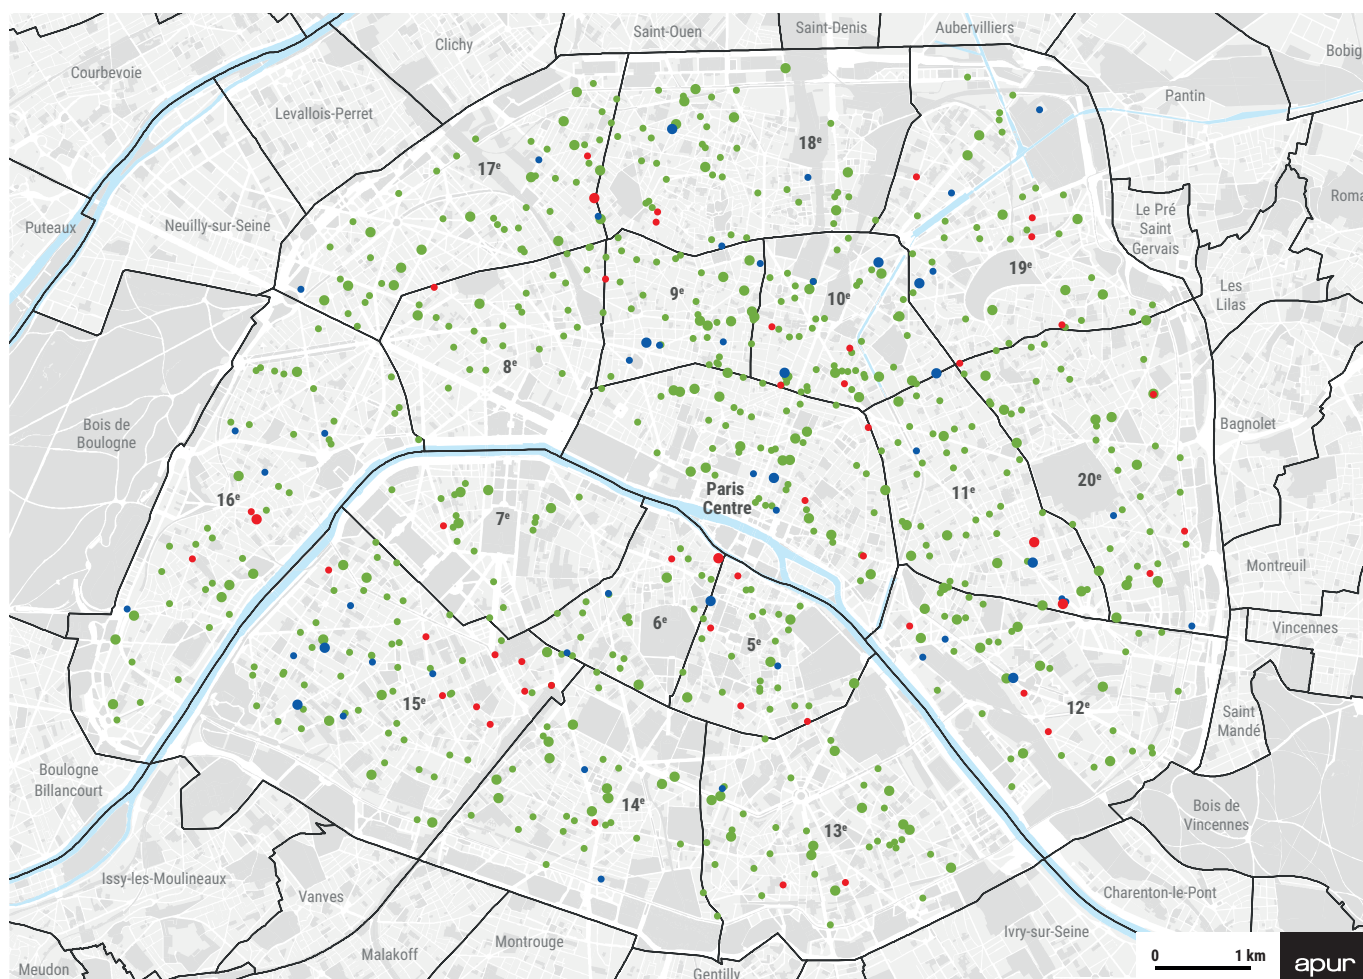 Saint-Ouen
Saint-Denis
Aubervilliers
Clichy
Bobig
Courbevoie
Pantin
Levallois-Perret
18e
17e
Roma
Puteaux
Neuilly-sur-Seine
Le Pré
Saint
Gervais
19e
Les
Lilas
9e
10e
8e
Bois de
Boulogne
Bagnolet
20e
16e
Paris
Centre
11e
7e
Montreuil
6e
Vincennes
5e
15e
12e
Saint
Mandé
Boulogne
Billancourt
14e
Bois de
Vincennes
13e
Issy-les-Moulineaux
Vanves
Charenton-le-Pont
Ivry-sur-Seine
Montrouge
Malakoff
Meudon
Gentilly
0 1 km
apur